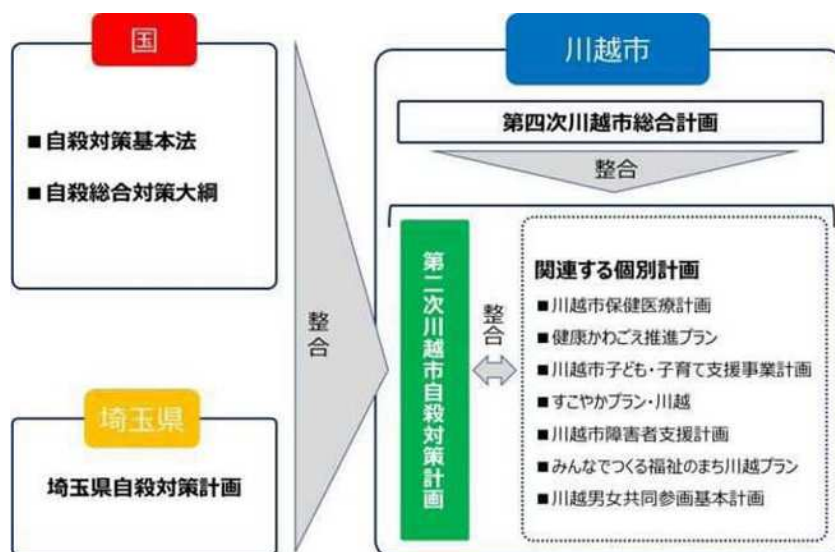 国
■自殺対策基本法
■自殺総合対策大綱
埼玉県
埼玉県自殺対策計画
整合
川越市
第四次川越市総合計画
整合
第二次川越市自殺対策計画
整合
関連する個別計画
■川越市保健医療計画
■健康かわごえ推進プラン
■川越市子ども・子育て支援事業計画
■すこやかプラン・川越
■川越市障害者支援計画
■みんなでつくる福祉のまち川越プラン
■川越男女共同参画基本計画